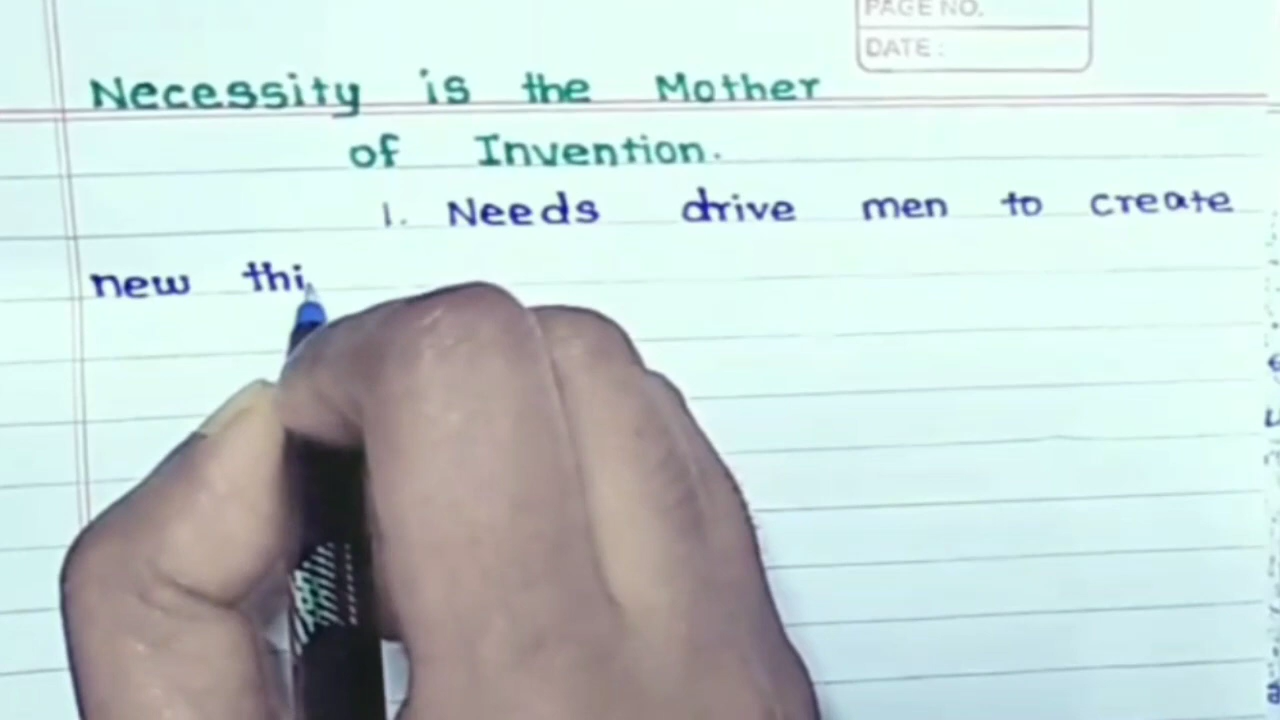 PAGE NO.
DATE :
Necessity is the Mother
of Invention.
1. Needs drive men to create
new thi